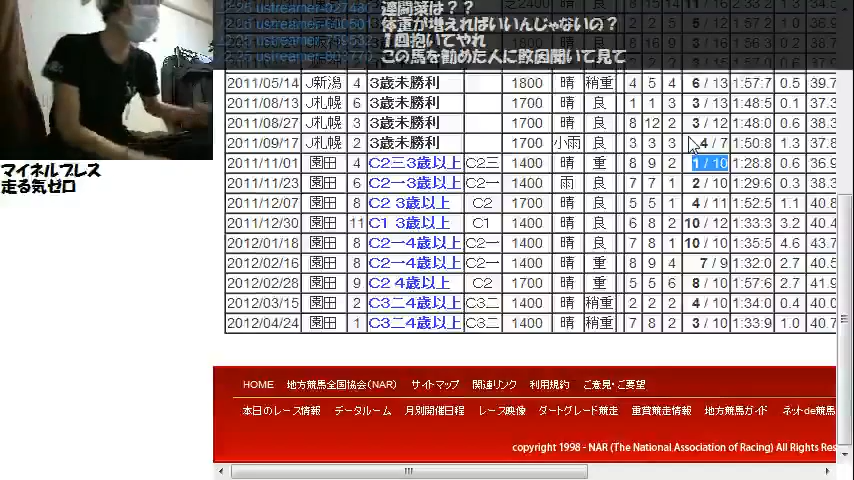 連闘策は？？
体重が増えればいいんじゃないの？
1回抱いてやれ
この馬を勧めた人に敗因聞いて見て
マイネルプレス
走る気ゼロ
2011/05/14 J新潟 4 3歳未勝利 1800 晴 稍重 4 5 4 6 / 13 1:57:7 0.5 39.7
2011/08/13 J札幌 6 3歳未勝利 1700 晴 良 1 1 3 3 / 13 1:48:5 0.1 37.3
2011/08/27 J札幌 3 3歳未勝利 1700 晴 良 8 12 2 3 / 12 1:48:0 0.6 38.3
2011/09/17 J札幌 2 3歳未勝利 1700 小雨 良 3 3 3 4 / 7 1:50:8 1.3 37.8
2011/11/01 園田 4 C2三3歳以上 C2三 1400 晴 重 8 9 2 1 / 10 1:28:8 0.6 36.9
2011/11/23 園田 6 C2一3歳以上 C2一 1400 雨 良 7 7 1 2 / 10 1:29:6 0.3 38.3
2011/12/07 園田 8 C2 3歳以上 C2 1700 晴 良 5 5 1 4 / 11 1:52:5 1.1 40.8
2011/12/30 園田 11 C1 3歳以上 C1 1400 晴 良 6 8 2 10 / 12 1:33:3 3.2 40.4
2012/01/18 園田 8 C2一4歳以上 C2一 1400 晴 良 7 8 1 10 / 10 1:35:5 4.6 43.7
2012/02/16 園田 8 C2一4歳以上 C2一 1400 晴 重 8 9 4 7 / 9 1:32:0 2.7 40.5
2012/02/28 園田 9 C2 4歳以上 C2 1700 晴 重 5 5 6 8 / 10 1:57:6 2.7 41.9
2012/03/15 園田 2 C3二4歳以上 C3二 1400 晴 稍重 2 2 2 4 / 10 1:34:0 0.4 40.0
2012/04/24 園田 1 C3二4歳以上 C3二 1400 晴 稍重 7 8 2 3 / 10 1:33:9 1.0 40.7
HOME 地方競馬全国協会(NAR) サイトマップ 関連リンク 利用規約 ご意見・ご要望
本日のレース情報 データルーム 月別開催日程 レース映像 ダートグレード競走 重賞競走情報 地方競馬ガイド ネットde競馬
copyright 1998 - NAR (The National Association of Racing) All Rights Res